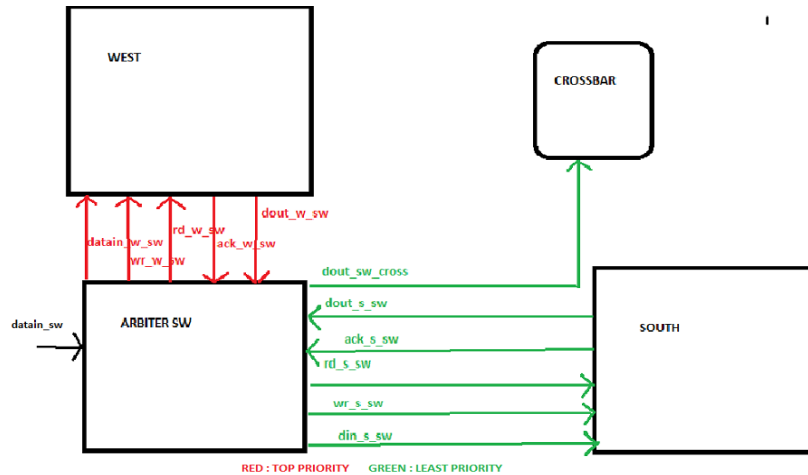 WEST
CROSSBAR
dout_w_sw
rd_w_sw
datain_w_sw
ack_w_sw
wr_w_sw
dout_sw_cross
dout_s_sw
datain_sw
ARBITER SW
SOUTH
ack_s_sw
rd_s_sw
wr_s_sw
din_s_sw
RED : TOP PRIORITY GREEN : LEAST PRIORITY